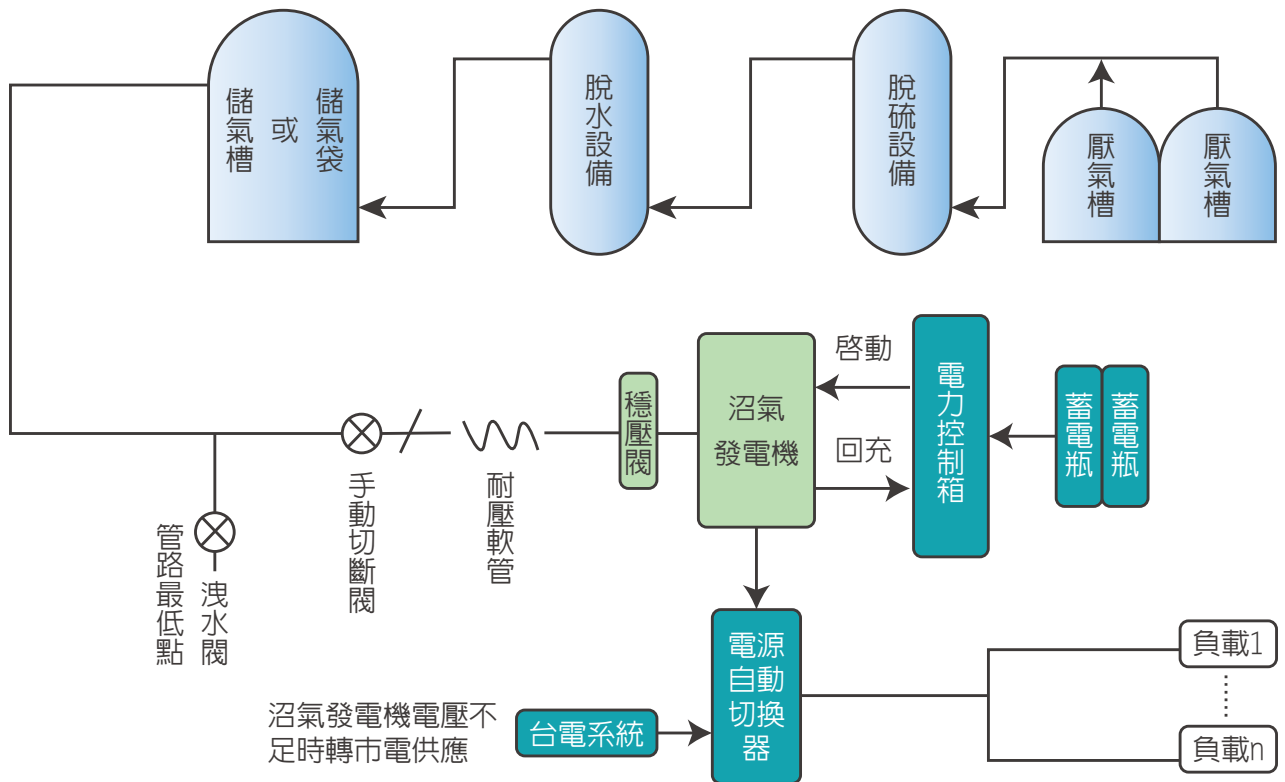 儲氣槽
或
儲氣袋
脫水設備
脫硫設備
厭氣槽
厭氣槽
穩壓閥
沼氣
發電機
啓動
回充
電力控制箱
蓄電瓶
蓄電瓶
手動切斷閥
耐壓軟管
管路最低點
洩水閥
電源
自動
切換
器
沼氣發電機電壓不
足時轉市電供應
台電系統
負載1
負載n